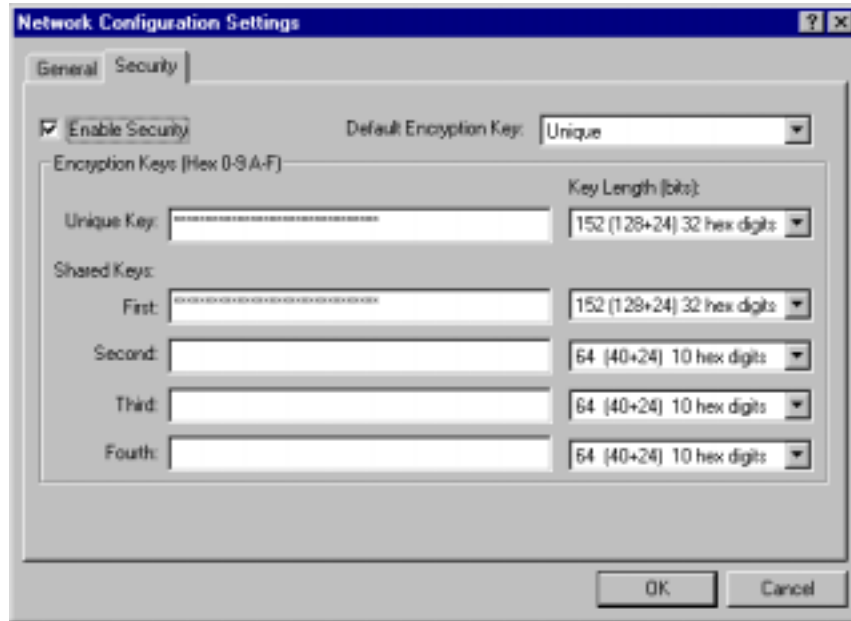 Network Configuration Settings
General Security
Enable Security Default Encryption Key: Unique
Encryption Keys (Hex 0-9 A-F)
Key Length (bits):
Unique Key: 152 (128+24) 32 hex digits
Shared Keys:
First: 152 (128+24) 32 hex digits
Second: 64 (40+24) 10 hex digits
Third: 64 (40+24) 10 hex digits
Fourth: 64 (40+24) 10 hex digits
OK Cancel